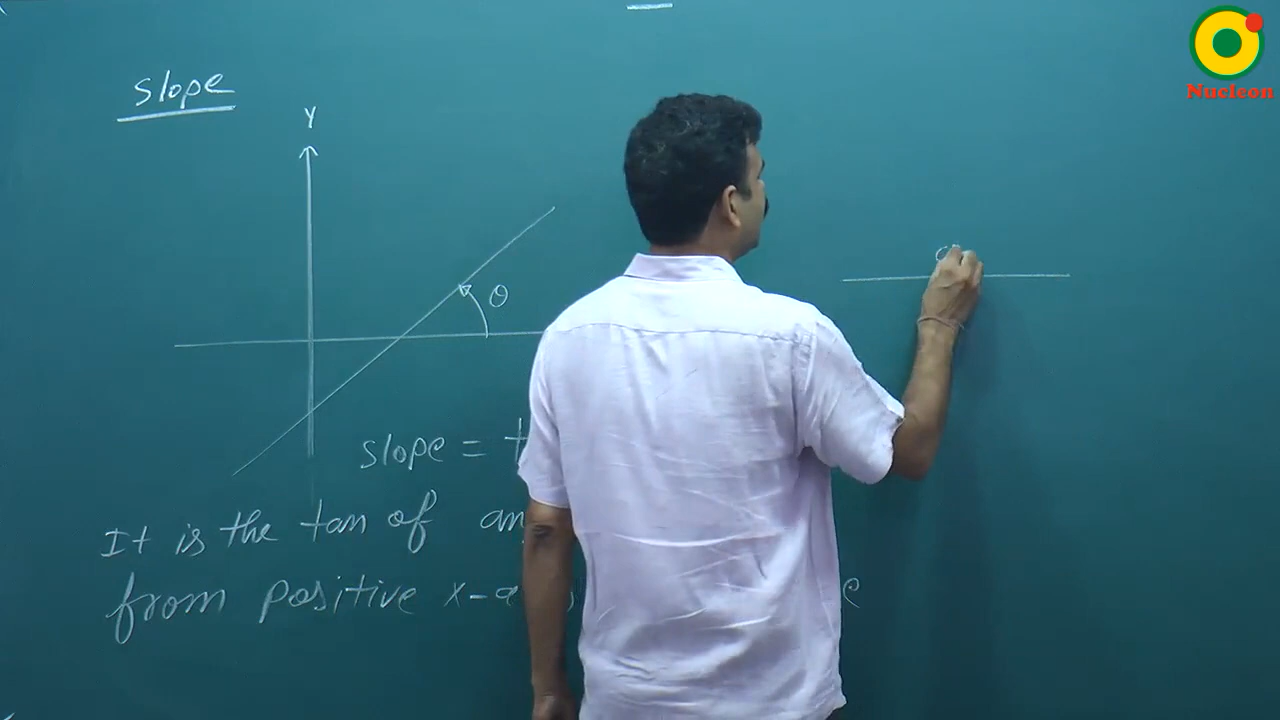 slope
Y
θ
slope =
It is the tan of
from positive x-
Nucleon